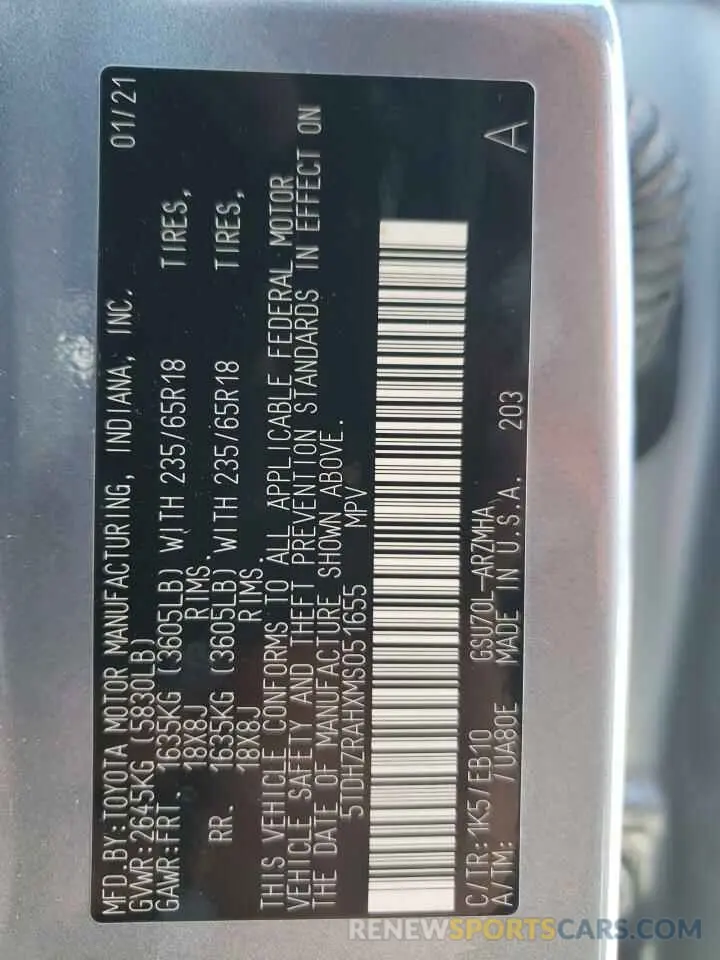 MFD.BY:TOYOTA MOTOR MANUFACTURING, INDIANA, INC. 01/21
GVWR:2645KG (5830LB)
GAWR:FRT. 1635KG (3605LB) WITH 235/65R18 TIRES,
18X8J RIMS.
RR. 1635KG (3605LB) WITH 235/65R18 TIRES,
18X8J RIMS.
THIS VEHICLE CONFORMS TO ALL APPLICABLE FEDERAL MOTOR
VEHICLE SAFETY AND THEFT PREVENTION STANDARDS IN EFFECT ON
THE DATE OF MANUFACTURE SHOWN ABOVE.
5TDHZRAHXMS051655 MPV
C/TR:1K5/EB10 GSU70L-ARZMHA
A/TM: /UA80E MADE IN U.S.A. 203 A
RENEWSPORTSCARS.COM